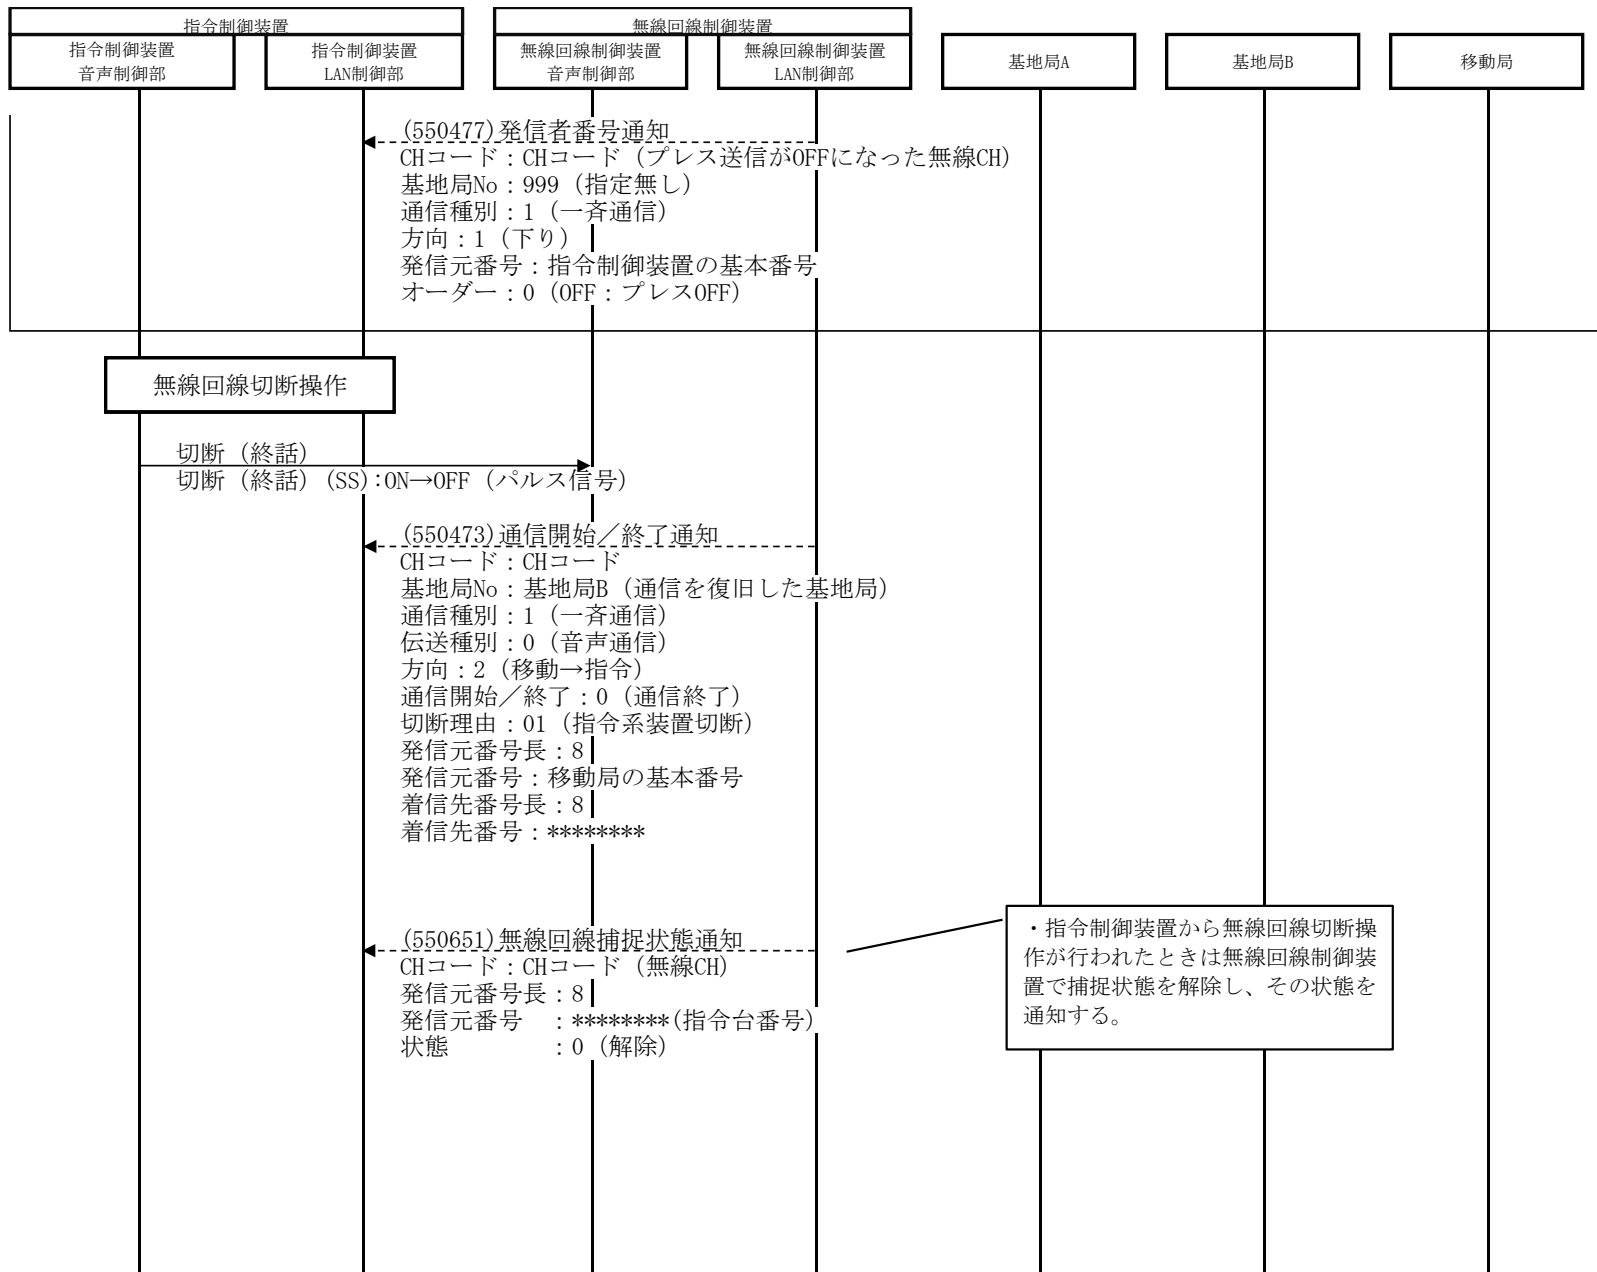 指令制御装置
無線回線制御装置
指令制御装置
音声制御部
指令制御装置
LAN制御部
無線回線制御装置
音声制御部
無線回線制御装置
LAN制御部
基地局A
基地局B
移動局
(550477)発信者番号通知
CHコード：CHコード（プレス送信がOFFになった無線CH）
基地局No：999（指定無し）
通信種別：1（一斉通信）
方向：1（下り）
発信元番号：指令制御装置の基本番号
オーダー：0（OFF：プレスOFF）
無線回線切断操作
切断（終話）
切断（終話）(SS)：ON→OFF（パルス信号）
(550473)通信開始／終了通知
CHコード：CHコード
基地局No：基地局B（通信を復旧した基地局）
通信種別：1（一斉通信）
伝送種別：0（音声通信）
方向：2（移動→指令）
通信開始／終了：0（通信終了）
切断理由：01（指令系装置切断）
発信元番号長：8
発信元番号：移動局の基本番号
着信先番号長：8
着信先番号：********
(550651)無線回線捕捉状態通知
CHコード：CHコード（無線CH）
発信元番号長：8
発信元番号　：********(指令台番号）
状態　　　　：0（解除）
・指令制御装置から無線回線切断操
作が行われたときは無線回線制御装
置で捕捉状態を解除し、その状態を
通知する。